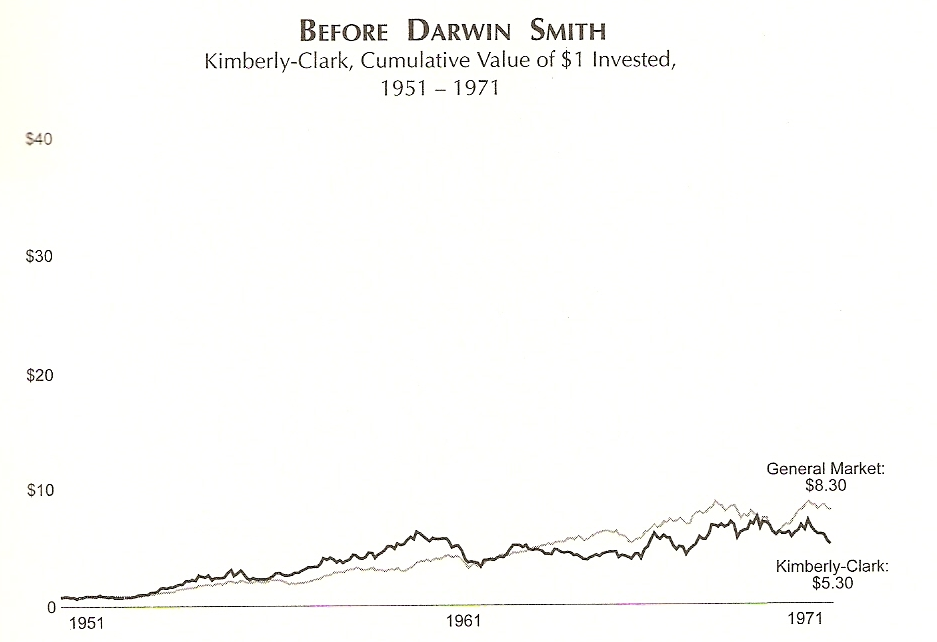 BEFORE DARWIN SMITH
Kimberly-Clark, Cumulative Value of $1 Invested,
1951 – 1971
$40
$30
$20
$10
General Market:
$8.30
Kimberly-Clark:
$5.30
0
1951
1961
1971